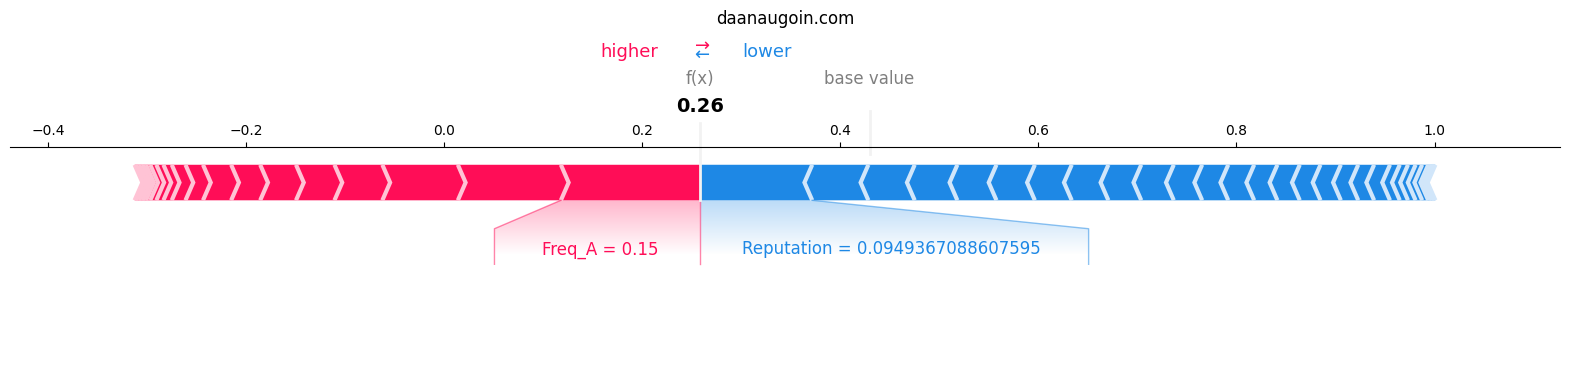 daanaugoin.com
higher → ← lower
f(x) base value
0.26
−0.4 −0.2 0.0 0.2 0.4 0.6 0.8 1.0
Freq_A = 0.15 Reputation = 0.0949367088607595